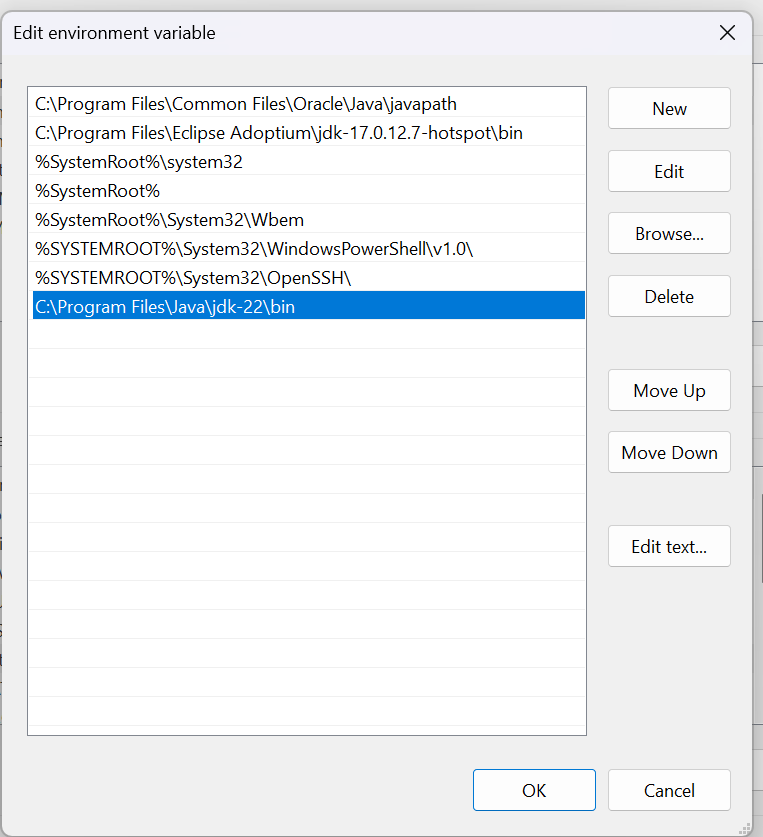 Edit environment variable
C:\Program Files\Common Files\Oracle\Java\javapath
C:\Program Files\Eclipse Adoptium\jdk-17.0.12.7-hotspot\bin
%SystemRoot%\system32
%SystemRoot%
%SystemRoot%\System32\Wbem
%SYSTEMROOT%\System32\WindowsPowerShell\v1.0\
%SYSTEMROOT%\System32\OpenSSH\
C:\Program Files\Java\jdk-22\bin
New
Edit
Browse...
Delete
Move Up
Move Down
Edit text...
OK
Cancel